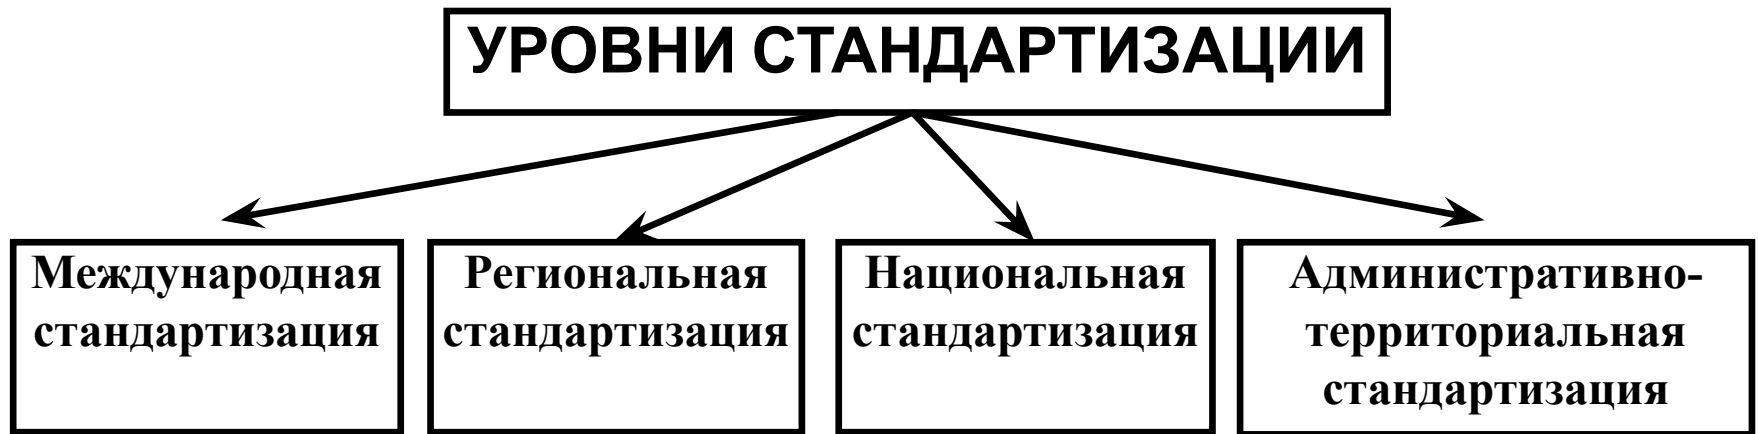 УРОВНИ СТАНДАРТИЗАЦИИ
Международная
стандартизация
Региональная
стандартизация
Национальная
стандартизация
Административно-
территориальная
стандартизация